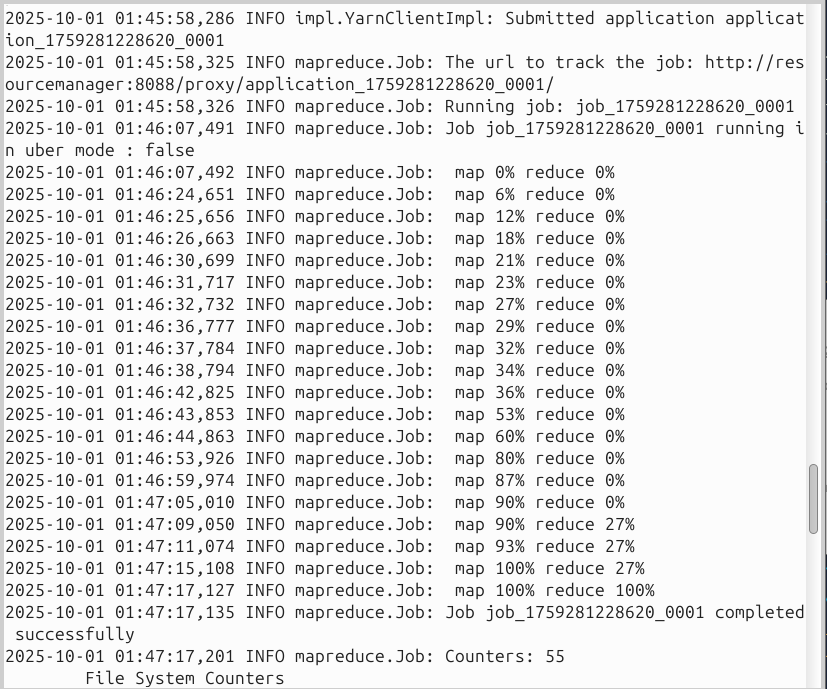 2025-10-01 01:45:58,286 INFO impl.YarnClientImpl: Submitted application applicat
ion_1759281228620_0001
2025-10-01 01:45:58,325 INFO mapreduce.Job: The url to track the job: http://res
ourcemanager:8088/proxy/application_1759281228620_0001/
2025-10-01 01:45:58,326 INFO mapreduce.Job: Running job: job_1759281228620_0001
2025-10-01 01:46:07,491 INFO mapreduce.Job: Job job_1759281228620_0001 running i
n uber mode : false
2025-10-01 01:46:07,492 INFO mapreduce.Job:  map 0% reduce 0%
2025-10-01 01:46:24,651 INFO mapreduce.Job:  map 6% reduce 0%
2025-10-01 01:46:25,656 INFO mapreduce.Job:  map 12% reduce 0%
2025-10-01 01:46:26,663 INFO mapreduce.Job:  map 18% reduce 0%
2025-10-01 01:46:30,699 INFO mapreduce.Job:  map 21% reduce 0%
2025-10-01 01:46:31,717 INFO mapreduce.Job:  map 23% reduce 0%
2025-10-01 01:46:32,732 INFO mapreduce.Job:  map 27% reduce 0%
2025-10-01 01:46:36,777 INFO mapreduce.Job:  map 29% reduce 0%
2025-10-01 01:46:37,784 INFO mapreduce.Job:  map 32% reduce 0%
2025-10-01 01:46:38,794 INFO mapreduce.Job:  map 34% reduce 0%
2025-10-01 01:46:42,825 INFO mapreduce.Job:  map 36% reduce 0%
2025-10-01 01:46:43,853 INFO mapreduce.Job:  map 53% reduce 0%
2025-10-01 01:46:44,863 INFO mapreduce.Job:  map 60% reduce 0%
2025-10-01 01:46:53,926 INFO mapreduce.Job:  map 80% reduce 0%
2025-10-01 01:46:59,974 INFO mapreduce.Job:  map 87% reduce 0%
2025-10-01 01:47:05,010 INFO mapreduce.Job:  map 90% reduce 0%
2025-10-01 01:47:09,050 INFO mapreduce.Job:  map 90% reduce 27%
2025-10-01 01:47:11,074 INFO mapreduce.Job:  map 93% reduce 27%
2025-10-01 01:47:15,108 INFO mapreduce.Job:  map 100% reduce 27%
2025-10-01 01:47:17,127 INFO mapreduce.Job:  map 100% reduce 100%
2025-10-01 01:47:17,135 INFO mapreduce.Job: Job job_1759281228620_0001 completed
 successfully
2025-10-01 01:47:17,201 INFO mapreduce.Job: Counters: 55
        File System Counters